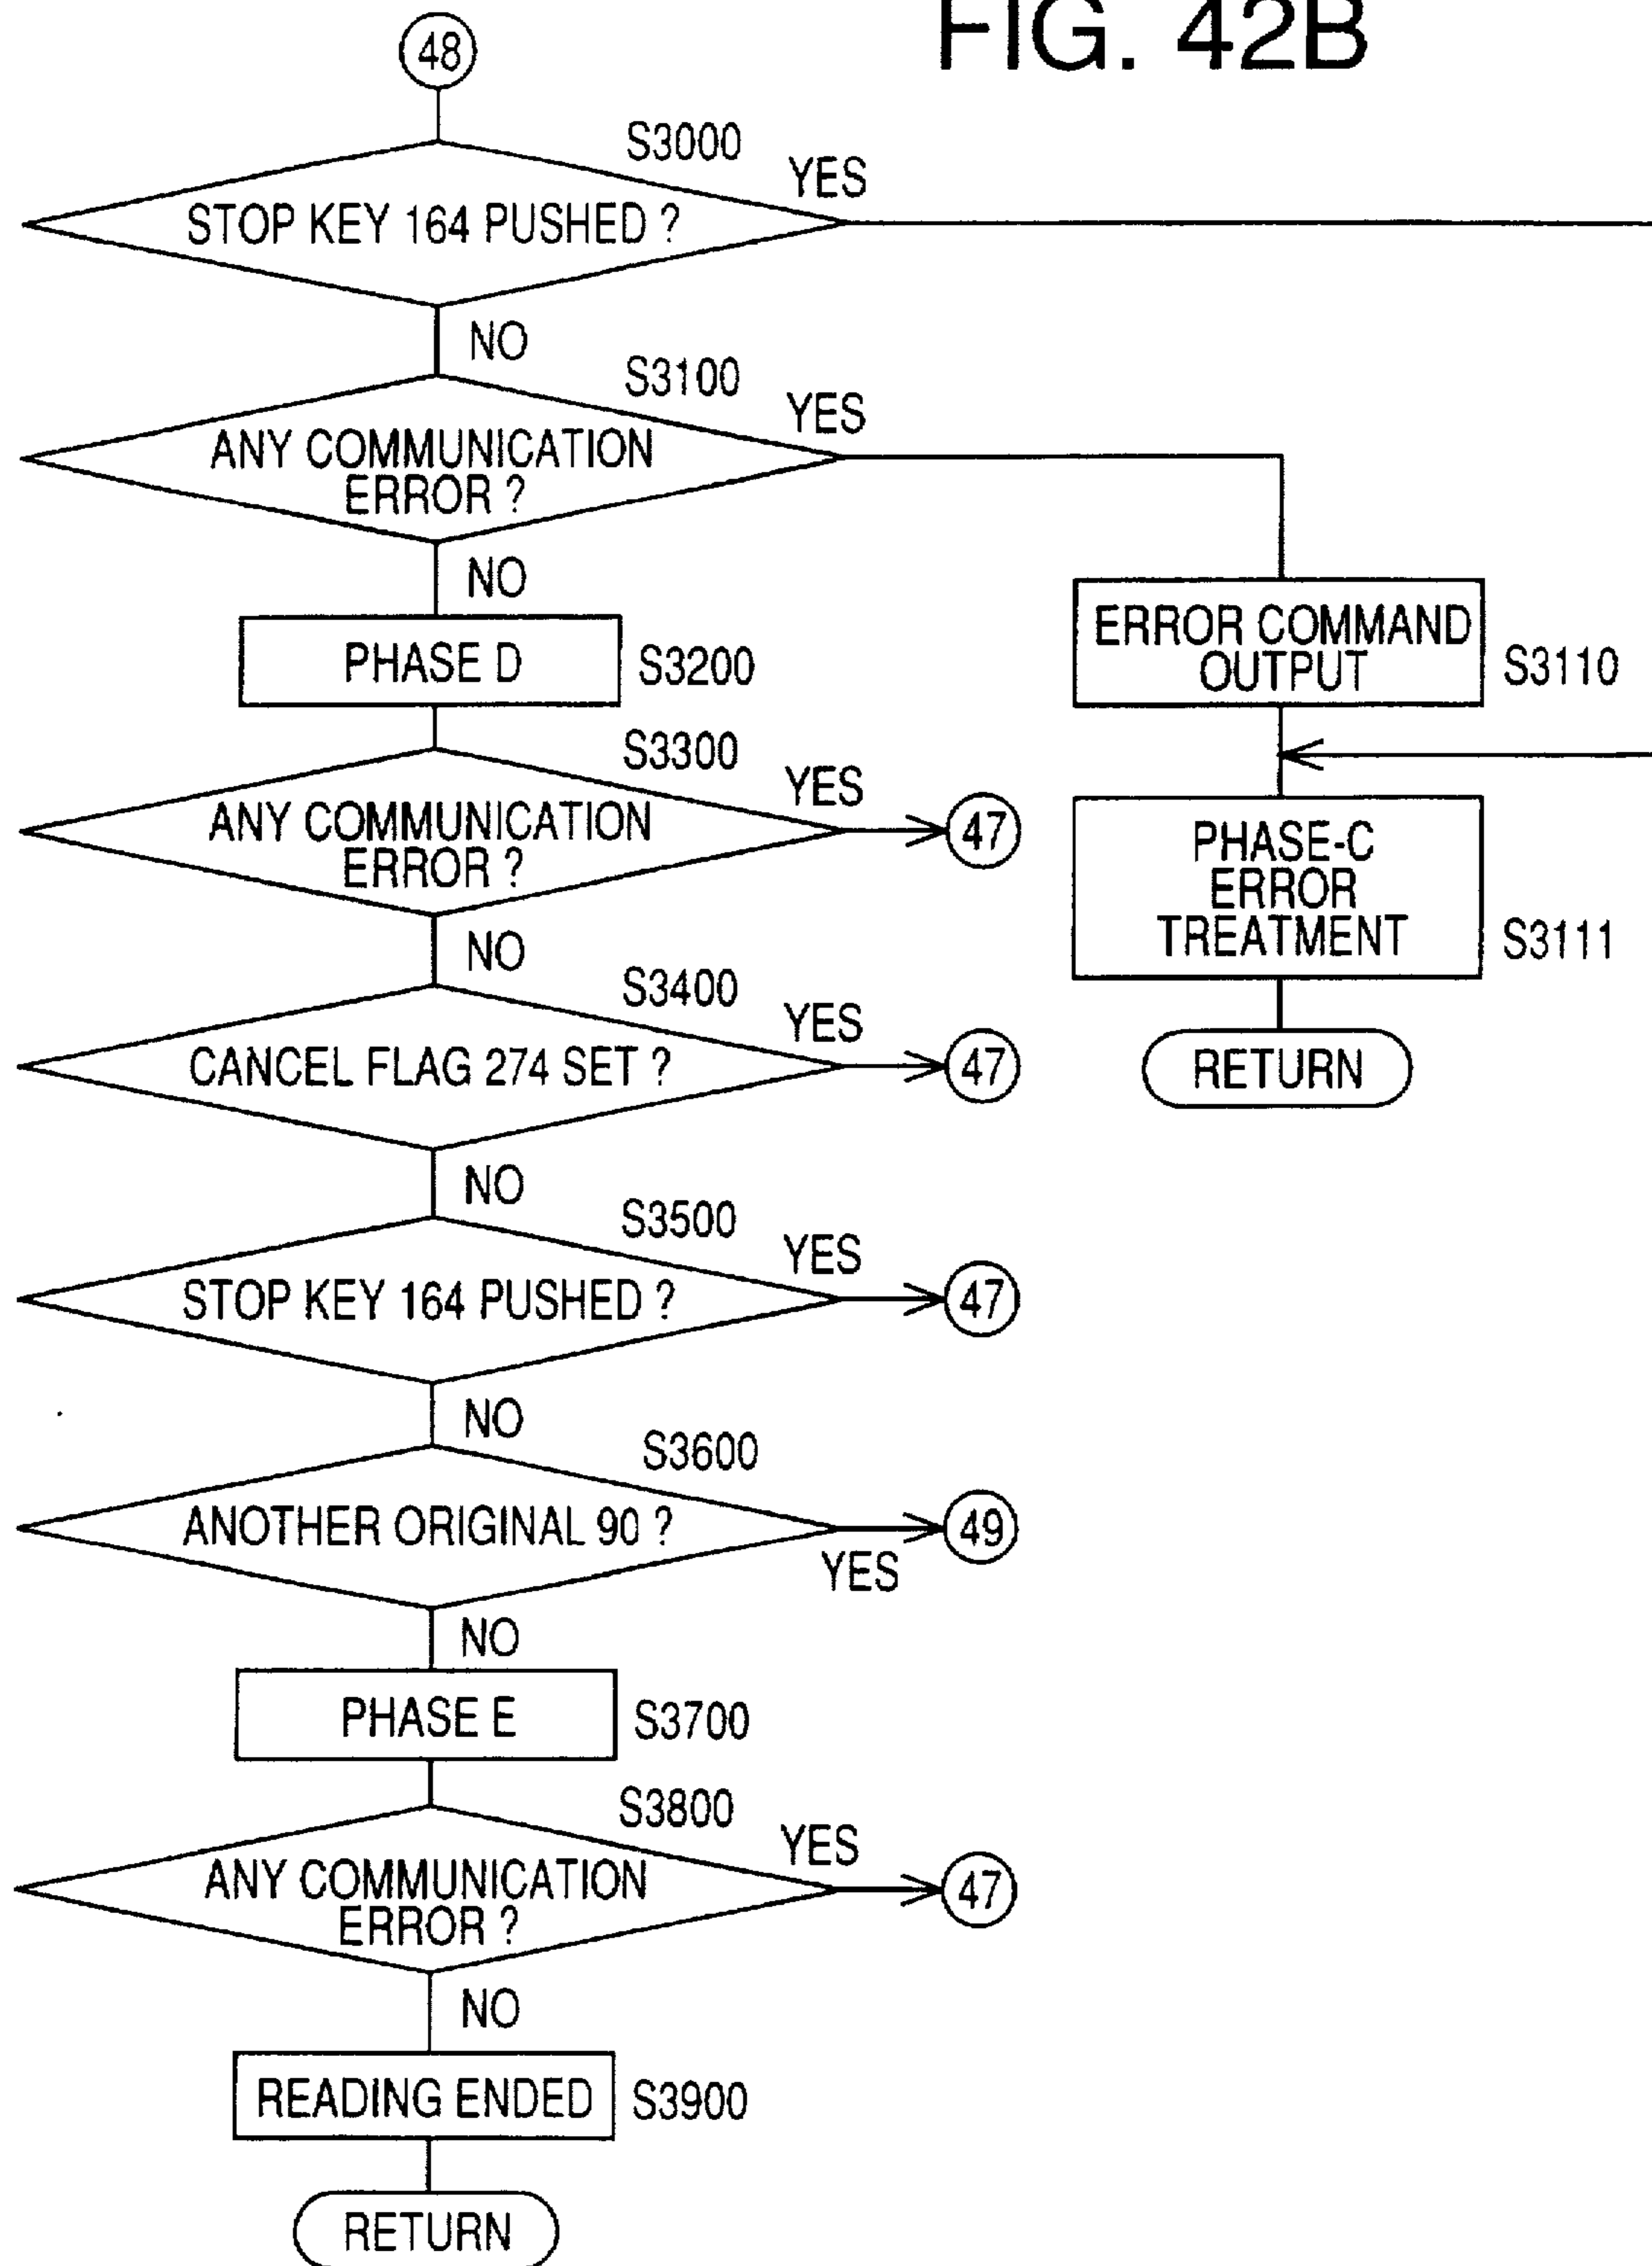 FIG. 42B
48
S3000
YES
STOP KEY 164 PUSHED ?
NO
S3100
YES
ANY COMMUNICATION
ERROR ?
NO
ERROR COMMAND
OUTPUT
S3110
PHASE D
S3200
S3300
YES
ANY COMMUNICATION
ERROR ?
47
PHASE-C
ERROR
TREATMENT
S3111
NO
S3400
YES
CANCEL FLAG 274 SET ?
47
RETURN
NO
S3500
YES
STOP KEY 164 PUSHED ?
47
NO
S3600
ANOTHER ORIGINAL 90 ?
49
YES
NO
PHASE E
S3700
S3800
YES
ANY COMMUNICATION
ERROR ?
47
NO
READING ENDED
S3900
RETURN